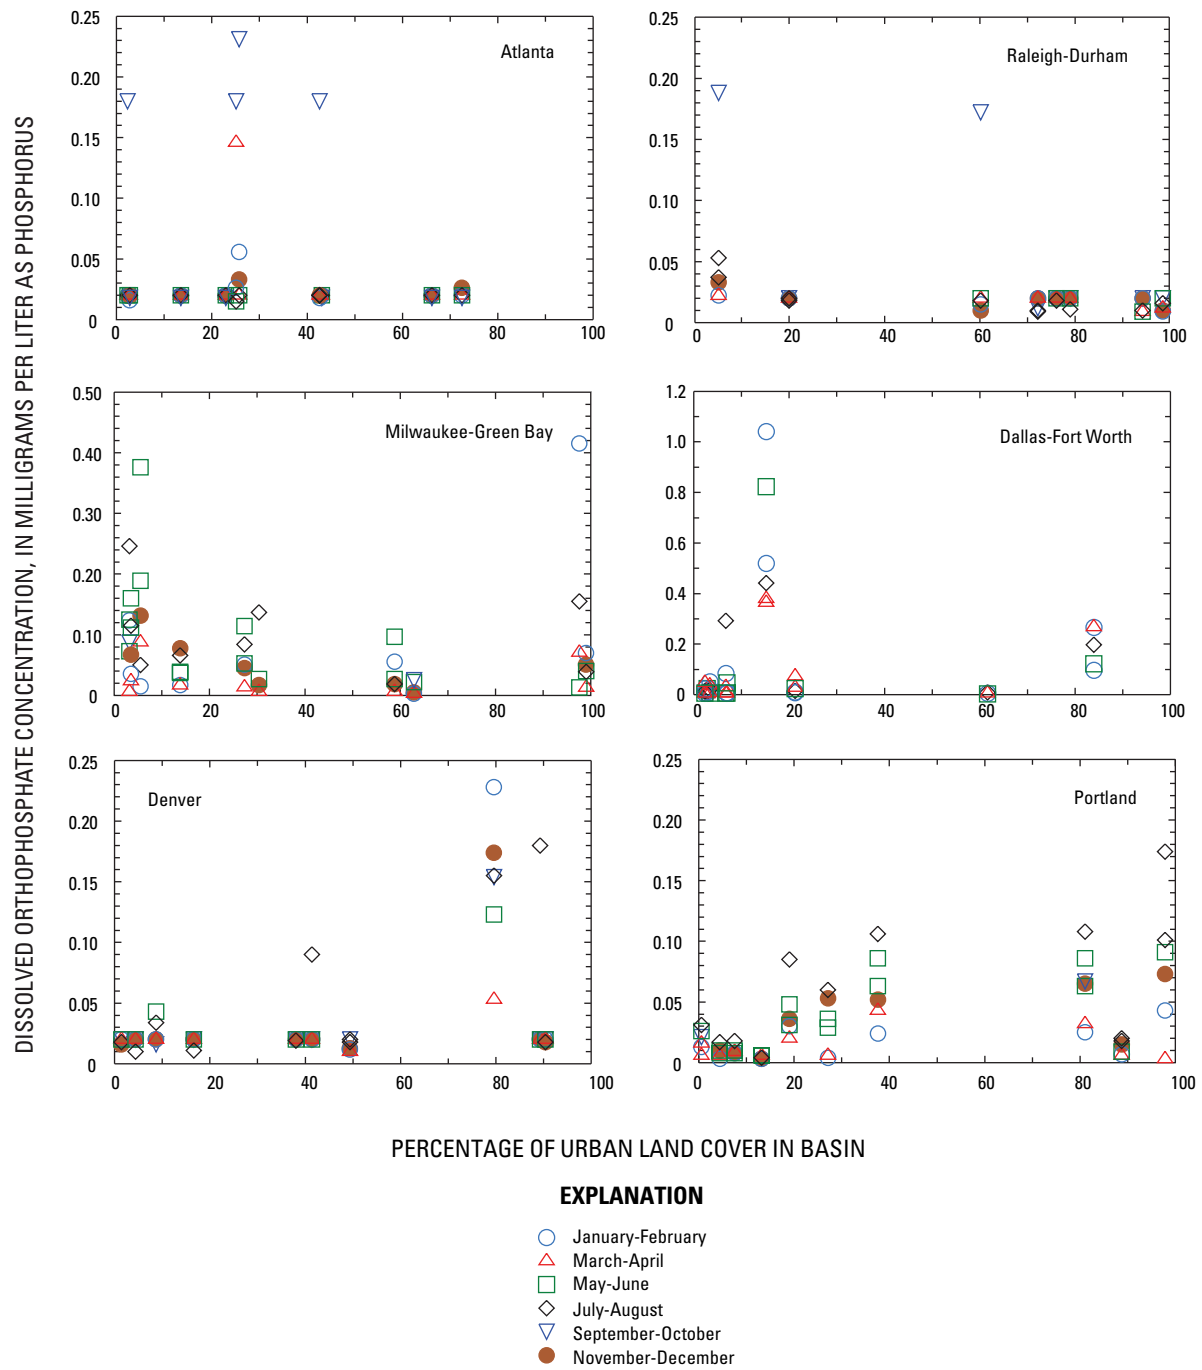 DISSOLVED ORTHOPHOSPHATE CONCENTRATION, IN MILLIGRAMS PER LITER AS PHOSPHORUS
Atlanta
0.25
0.20
0.15
0.10
0.05
0
0 20 40 60 80 100
Raleigh-Durham
0.25
0.20
0.15
0.10
0.05
0
0 20 40 60 80 100
Milwaukee-Green Bay
0.50
0.40
0.30
0.20
0.10
0
0 20 40 60 80 100
Dallas-Fort Worth
1.2
1.0
0.8
0.6
0.4
0.2
0
0 20 40 60 80 100
Denver
0.25
0.20
0.15
0.10
0.05
0
0 20 40 60 80 100
Portland
0.25
0.20
0.15
0.10
0.05
0
0 20 40 60 80 100
PERCENTAGE OF URBAN LAND COVER IN BASIN
EXPLANATION
January-February
March-April
May-June
July-August
September-October
November-December